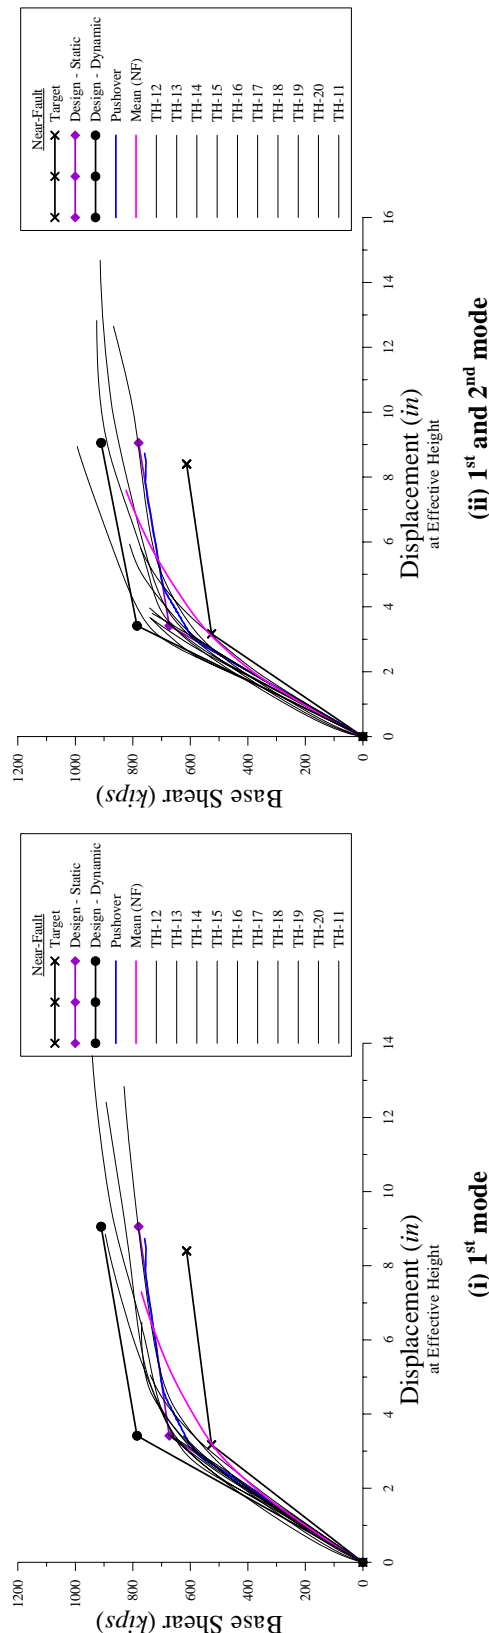 1200
1000
800
600
400
200
0
Base Shear (kips)
0
2
4
6
8
10
12
14
Displacement (in)
at Effective Height
Near-Fault
Target
Design - Static
Design - Dynamic
Pushover
Mean (NF)
TH-12
TH-13
TH-14
TH-15
TH-16
TH-17
TH-18
TH-19
TH-20
TH-11
(i) 1st mode
1200
1000
800
600
400
200
0
Base Shear (kips)
0
2
4
6
8
10
12
14
16
Displacement (in)
at Effective Height
Near-Fault
Target
Design - Static
Design - Dynamic
Pushover
Mean (NF)
TH-12
TH-13
TH-14
TH-15
TH-16
TH-17
TH-18
TH-19
TH-20
TH-11
(ii) 1st and 2nd mode